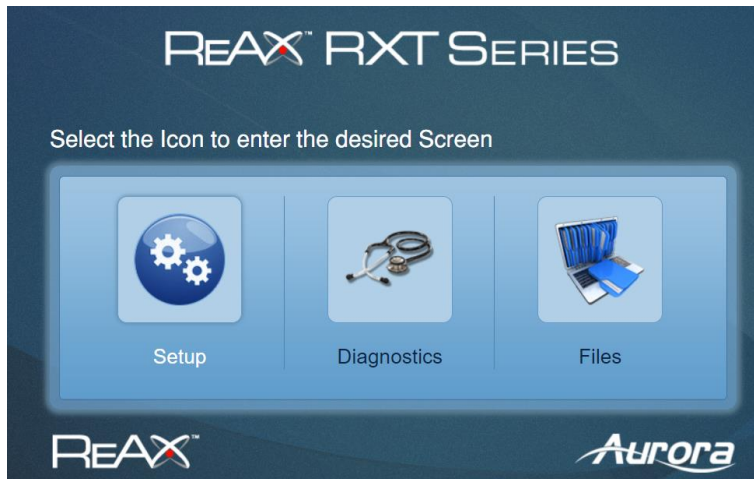 ReAX™ RXT Series
Select the Icon to enter the desired Screen
Setup Diagnostics Files
ReAX™ Aurora